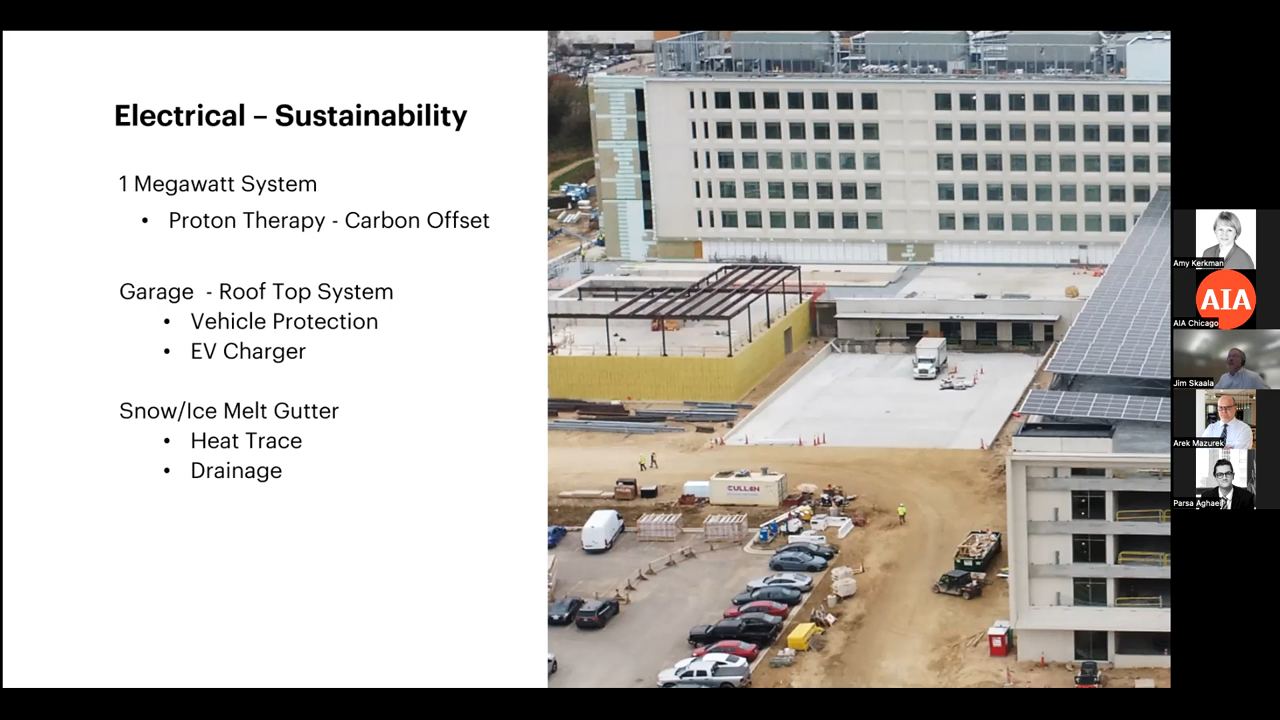 Electrical – Sustainability
1 Megawatt System
• Proton Therapy - Carbon Offset
Garage - Roof Top System
• Vehicle Protection
• EV Charger
Snow/Ice Melt Gutter
• Heat Trace
• Drainage
CULLEN
Amy Kerkman
AIA
AIA Chicago
Jim Skaala
Arek Mazurek
Parsa Aghaei